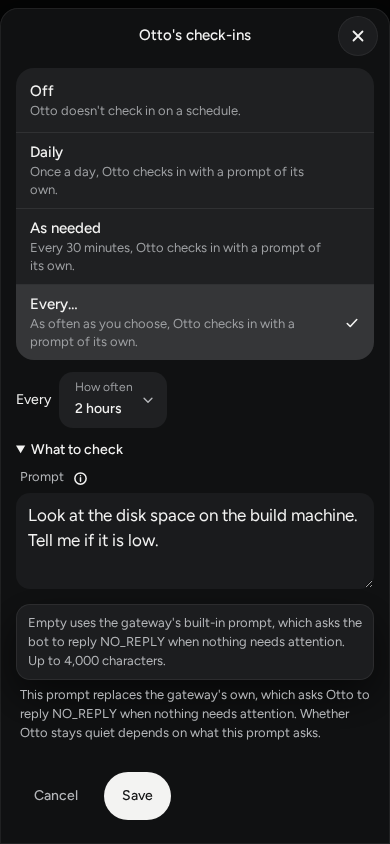 Otto's check-ins
Off
Otto doesn't check in on a schedule.
Daily
Once a day, Otto checks in with a prompt of its
own.
As needed
Every 30 minutes, Otto checks in with a prompt of
its own.
Every...
As often as you choose, Otto checks in with a
prompt of its own.
Every
How often
2 hours
What to check
Prompt
Look at the disk space on the build machine.
Tell me if it is low.
Empty uses the gateway's built-in prompt, which asks the
bot to reply NO_REPLY when nothing needs attention.
Up to 4,000 characters.
This prompt replaces the gateway's own, which asks Otto to
reply NO_REPLY when nothing needs attention. Whether
Otto stays quiet depends on what this prompt asks.
Cancel
Save